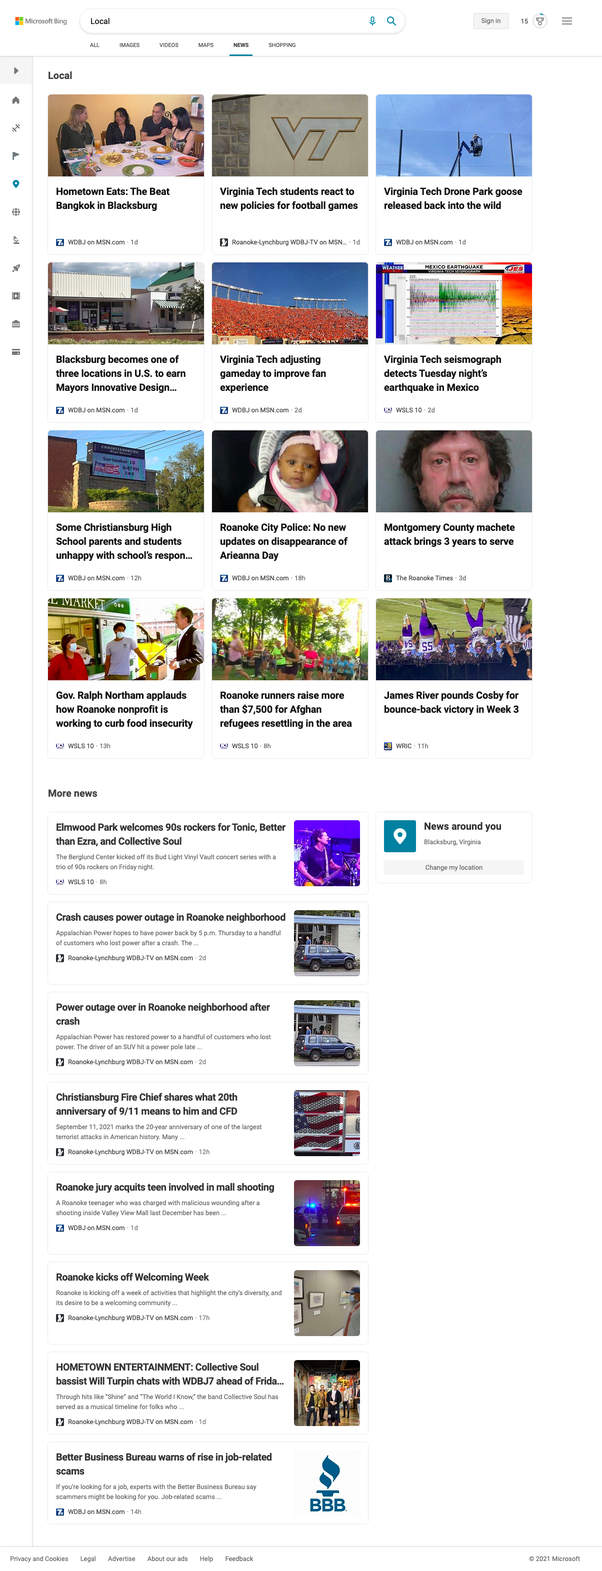 Microsoft Bing
Local
Sign in
15
ALL
IMAGES
VIDEOS
MAPS
NEWS
SHOPPING
Local
VT
Hometown Eats: The Beat
Bangkok in Blacksburg
WDBJ on MSN.com · 1d
Virginia Tech students react to
new policies for football games
Roanoke-Lynchburg WDBJ-TV on MSN... · 1d
Virginia Tech Drone Park goose
released back into the wild
WDBJ on MSN.com · 1d
WEATHER
MEXICO EARTHQUAKE
Blacksburg becomes one of
three locations in U.S. to earn
Mayors Innovative Design...
WDBJ on MSN.com · 1d
Virginia Tech adjusting
gameday to improve fan
experience
WDBJ on MSN.com · 2d
Virginia Tech seismograph
detects Tuesday night's
earthquake in Mexico
WSLS 10 · 2d
Some Christiansburg High
School parents and students
unhappy with school's respon...
WDBJ on MSN.com · 12h
Roanoke City Police: No new
updates on disappearance of
Arieanna Day
WDBJ on MSN.com · 18h
Montgomery County machete
attack brings 3 years to serve
The Roanoke Times · 3d
MARKET
55
Gov. Ralph Northam applauds
how Roanoke nonprofit is
working to curb food insecurity
WSLS 10 · 13h
Roanoke runners raise more
than $7,500 for Afghan
refugees resettling in the area
WSLS 10 · 8h
James River pounds Cosby for
bounce-back victory in Week 3
WRIC · 11h
More news
Elmwood Park welcomes 90s rockers for Tonic, Better
than Ezra, and Collective Soul
The Berglund Center kicked off its Bud Light Vinyl Vault concert series with a
trio of 90s rockers on Friday night.
WSLS 10 · 8h
News around you
Blacksburg, Virginia
Change my location
Crash causes power outage in Roanoke neighborhood
Appalachian Power hopes to have power back by 5 p.m. Thursday to a handful
of customers who lost power after a crash. The ...
Roanoke-Lynchburg WDBJ-TV on MSN.com · 2d
Power outage over in Roanoke neighborhood after
crash
Appalachian Power has restored power to a handful of customers who lost
power. The driver of an SUV hit a power pole late ...
Roanoke-Lynchburg WDBJ-TV on MSN.com · 2d
Christiansburg Fire Chief shares what 20th
anniversary of 9/11 means to him and CFD
September 11, 2021 marks the 20-year anniversary of one of the largest
terrorist attacks in American history. Many ...
Roanoke-Lynchburg WDBJ-TV on MSN.com · 12h
Roanoke jury acquits teen involved in mall shooting
A Roanoke teenager who was charged with malicious wounding after a
shooting inside Valley View Mall last December has been ...
WDBJ on MSN.com · 1d
Roanoke kicks off Welcoming Week
Roanoke is kicking off a week of activities that highlight the city's diversity, and
its desire to be a welcoming community ...
Roanoke-Lynchburg WDBJ-TV on MSN.com · 17h
HOMETOWN ENTERTAINMENT: Collective Soul
bassist Will Turpin chats with WDBJ7 ahead of Frida...
Through hits like "Shine" and "The World I Know," the band Collective Soul has
served as a musical timeline for folks who ...
Roanoke-Lynchburg WDBJ-TV on MSN.com · 1d
Better Business Bureau warns of rise in job-related
scams
If you're looking for a job, experts with the Better Business Bureau say
scammers might be looking for you. Job-related scams ...
WDBJ on MSN.com · 14h
BBB
Privacy and Cookies
Legal
Advertise
About our ads
Help
Feedback
© 2021 Microsoft